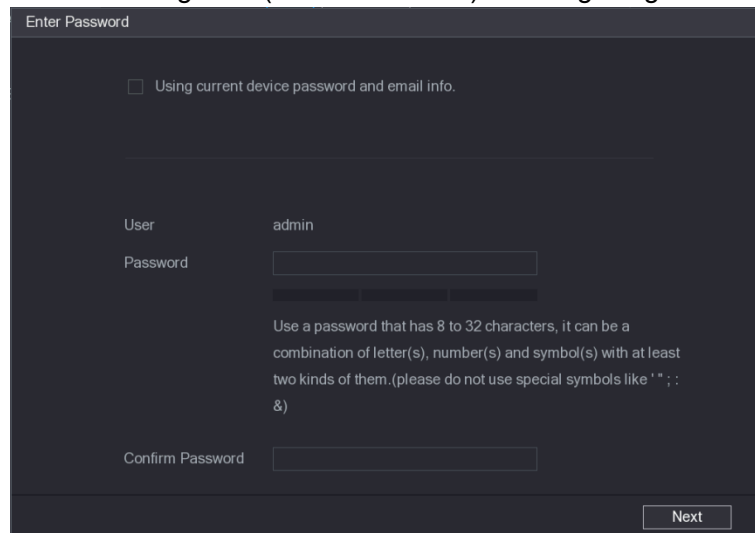 Enter Password
Using current device password and email info.
User admin
Password
Use a password that has 8 to 32 characters, it can be a
combination of letter(s), number(s) and symbol(s) with at least
two kinds of them.(please do not use special symbols like ' " ; :
&)
Confirm Password
Next